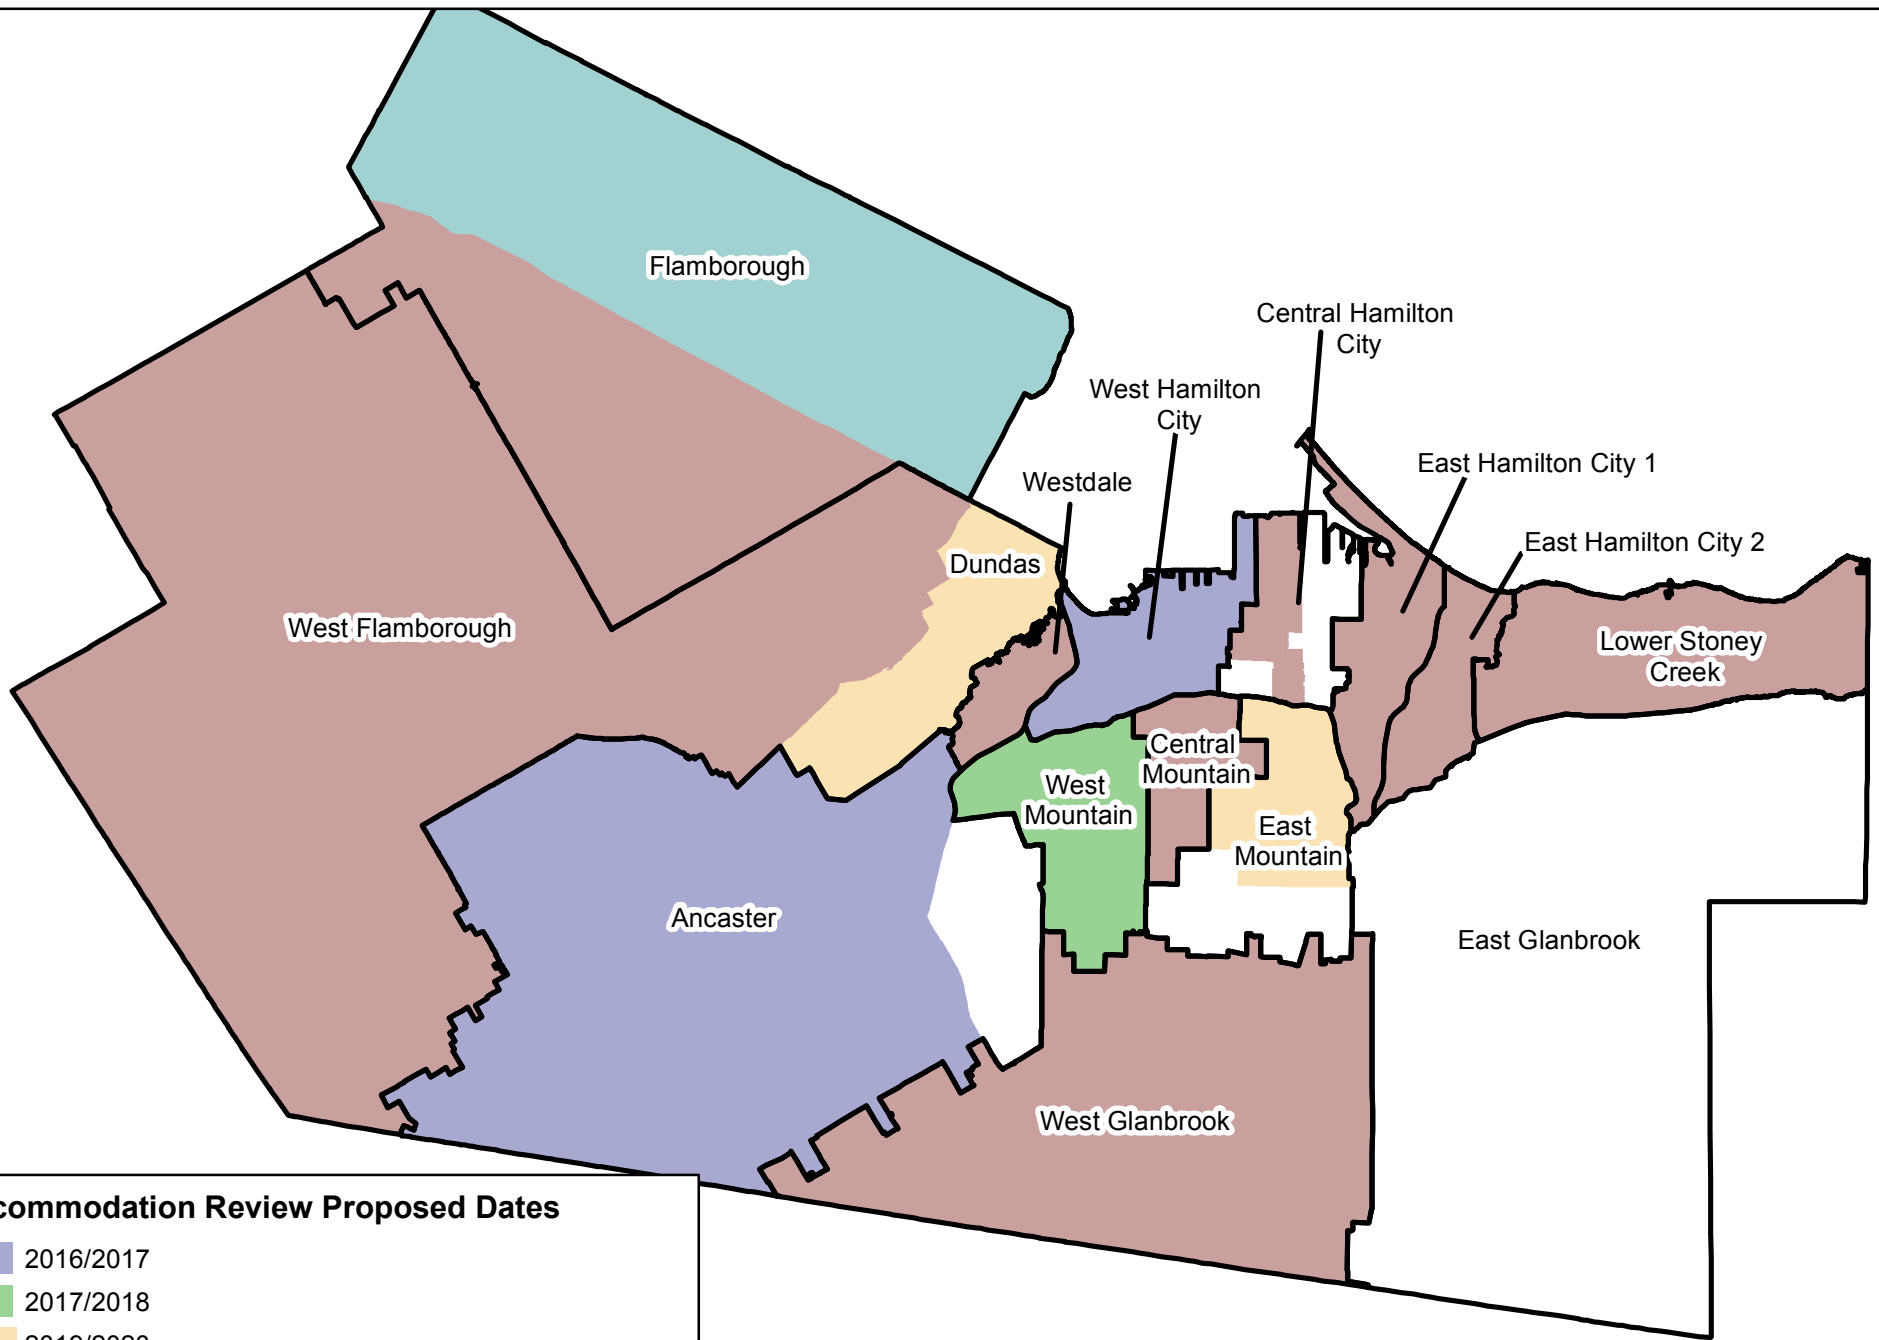 Flamborough
Central Hamilton
City
West Hamilton
City
East Hamilton City 1
Westdale
East Hamilton City 2
Dundas
West Flamborough
Lower Stoney
Creek
Central
Mountain
West
Mountain
East
Mountain
Ancaster
East Glanbrook
West Glanbrook
commodation Review Proposed Dates
2016/2017
2017/2018